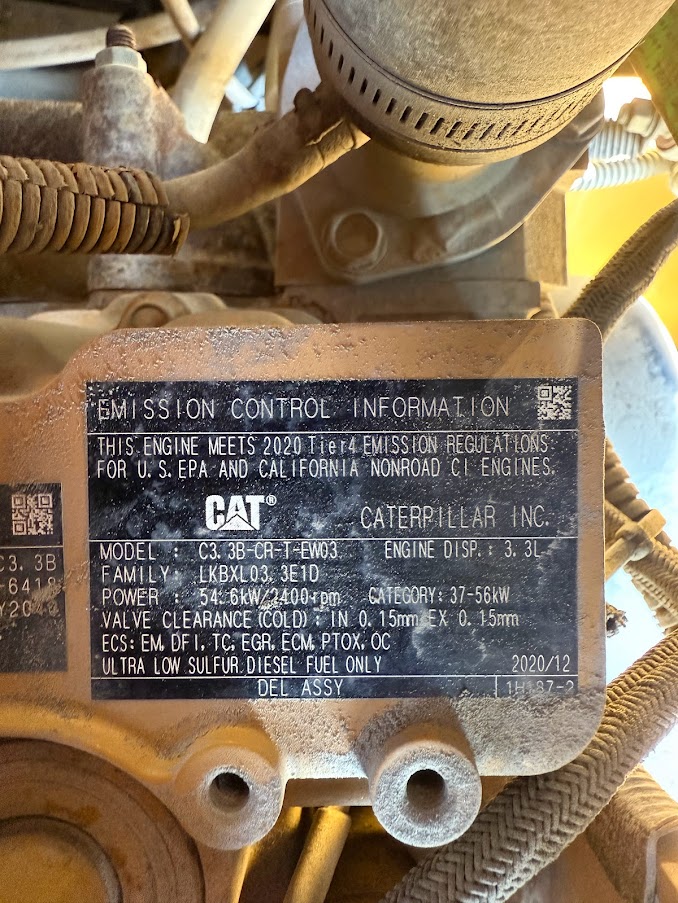 EMISSION CONTROL INFORMATION
THIS ENGINE MEETS 2020 Tier4 EMISSION REGULATIONS
FOR U.S.EPA AND CALIFORNIA NONROAD CI ENGINES.
CAT®
CATERPILLAR INC.
MODEL : C3.3B-CR-T-EW03 ENGINE DISP.: 3.3L
FAMILY: LKBXL03.3E1D
POWER : 54.6kW/2400rpm CATEGORY: 37-56kW
VALVE CLEARANCE(COLD): IN 0.15mm EX 0.15mm
ECS: EM, DFI, TC, EGR, ECM, PTOX, OC
ULTRA LOW SULFUR DIESEL FUEL ONLY 2020/12
DEL ASSY
C3.3B
-6418